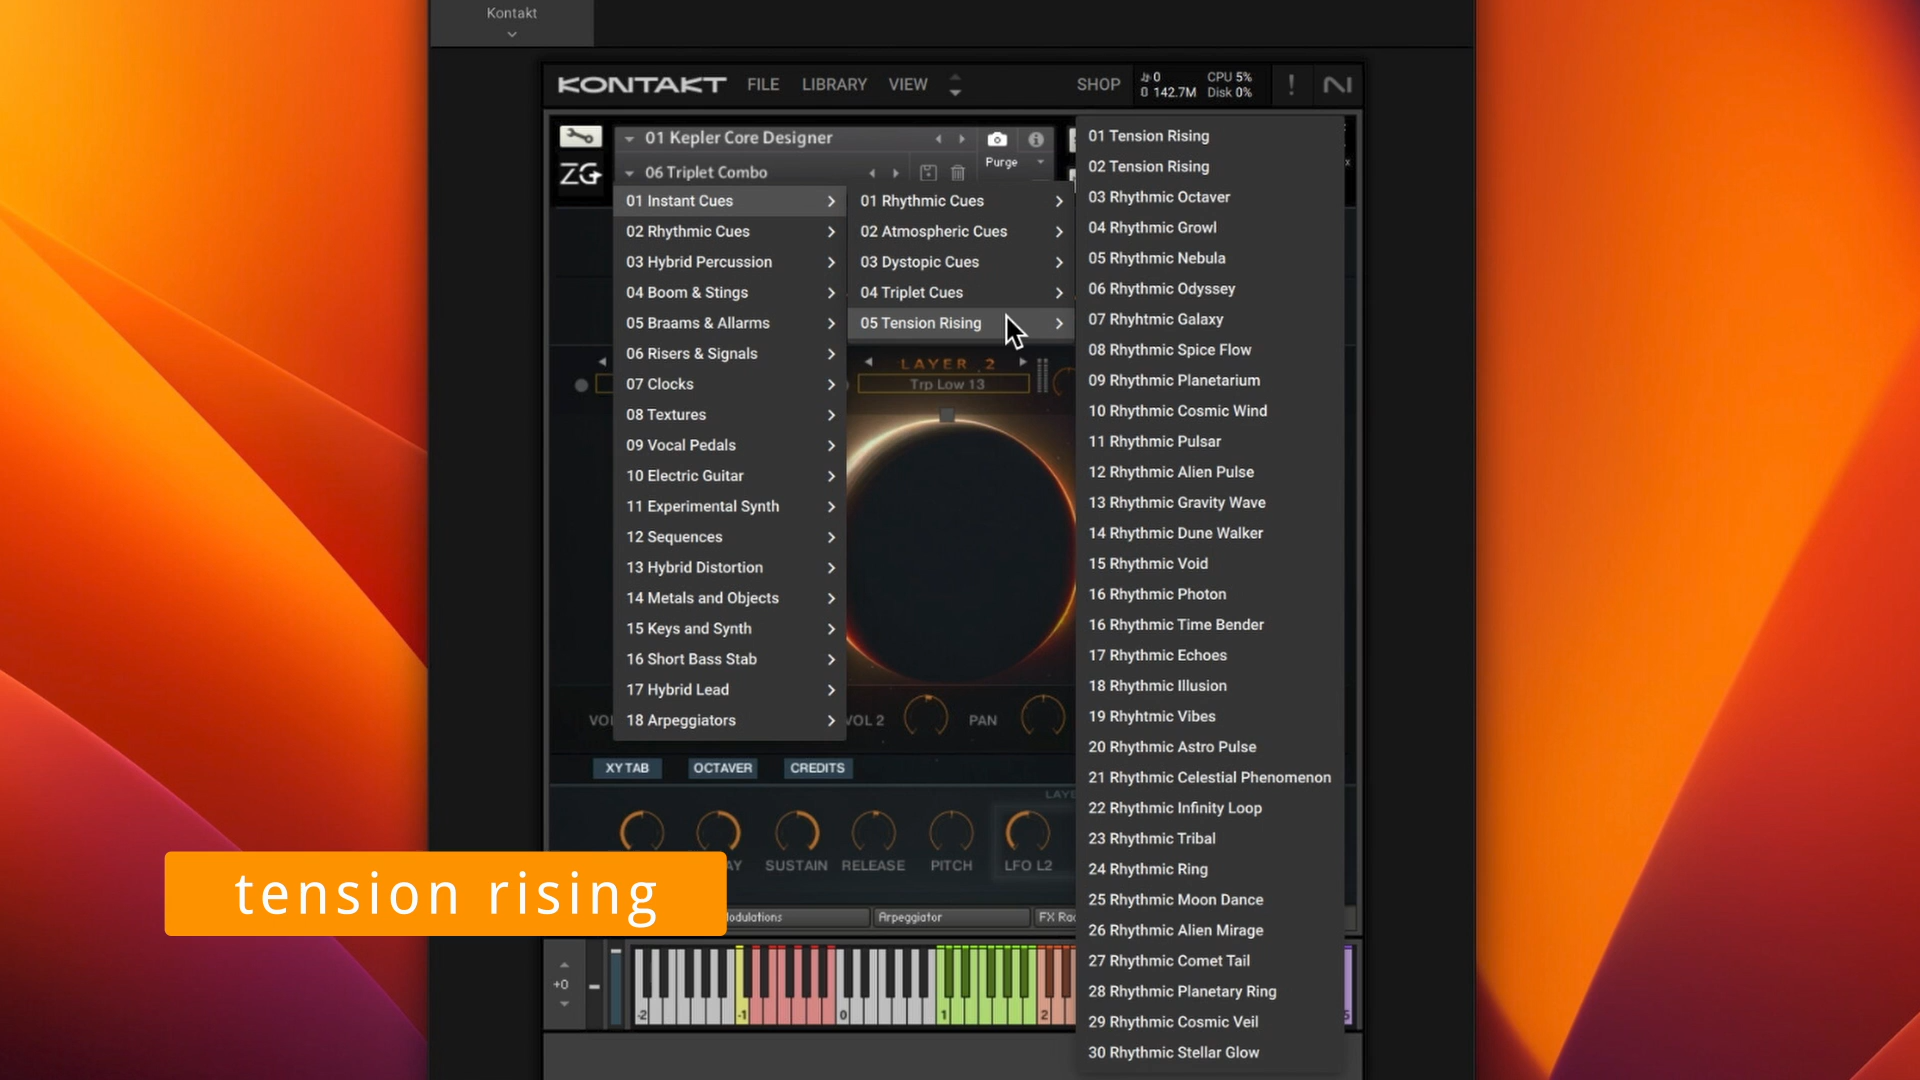 Kontakt
KONTAKT FILE LIBRARY VIEW SHOP
0 CPU 5%
0 142.7M Disk 0%
01 Kepler Core Designer
Purge
06 Triplet Combo
01 Instant Cues
02 Rhythmic Cues
03 Hybrid Percussion
04 Boom & Stings
05 Braams & Allarms
06 Risers & Signals
07 Clocks
08 Textures
09 Vocal Pedals
10 Electric Guitar
11 Experimental Synth
12 Sequences
13 Hybrid Distortion
14 Metals and Objects
15 Keys and Synth
16 Short Bass Stab
17 Hybrid Lead
18 Arpeggiators
01 Rhythmic Cues
02 Atmospheric Cues
03 Dystopic Cues
04 Triplet Cues
05 Tension Rising
01 Tension Rising
02 Tension Rising
03 Rhythmic Octaver
04 Rhythmic Growl
05 Rhythmic Nebula
06 Rhythmic Odyssey
07 Rhyhtmic Galaxy
08 Rhythmic Spice Flow
09 Rhythmic Planetarium
10 Rhythmic Cosmic Wind
11 Rhythmic Pulsar
12 Rhythmic Alien Pulse
13 Rhythmic Gravity Wave
14 Rhythmic Dune Walker
15 Rhythmic Void
16 Rhythmic Photon
16 Rhythmic Time Bender
17 Rhythmic Echoes
18 Rhythmic Illusion
19 Rhyhtmic Vibes
20 Rhythmic Astro Pulse
21 Rhythmic Celestial Phenomenon
22 Rhythmic Infinity Loop
23 Rhythmic Tribal
24 Rhythmic Ring
25 Rhythmic Moon Dance
26 Rhythmic Alien Mirage
27 Rhythmic Comet Tail
28 Rhythmic Planetary Ring
29 Rhythmic Cosmic Veil
30 Rhythmic Stellar Glow
LAYER 2
Trp Low 13
VOL 2 PAN
XY TAB OCTAVER CREDITS
SUSTAIN RELEASE PITCH LFO L2
tension rising
Arpeggiator
+0
-2 -1 0 1 2